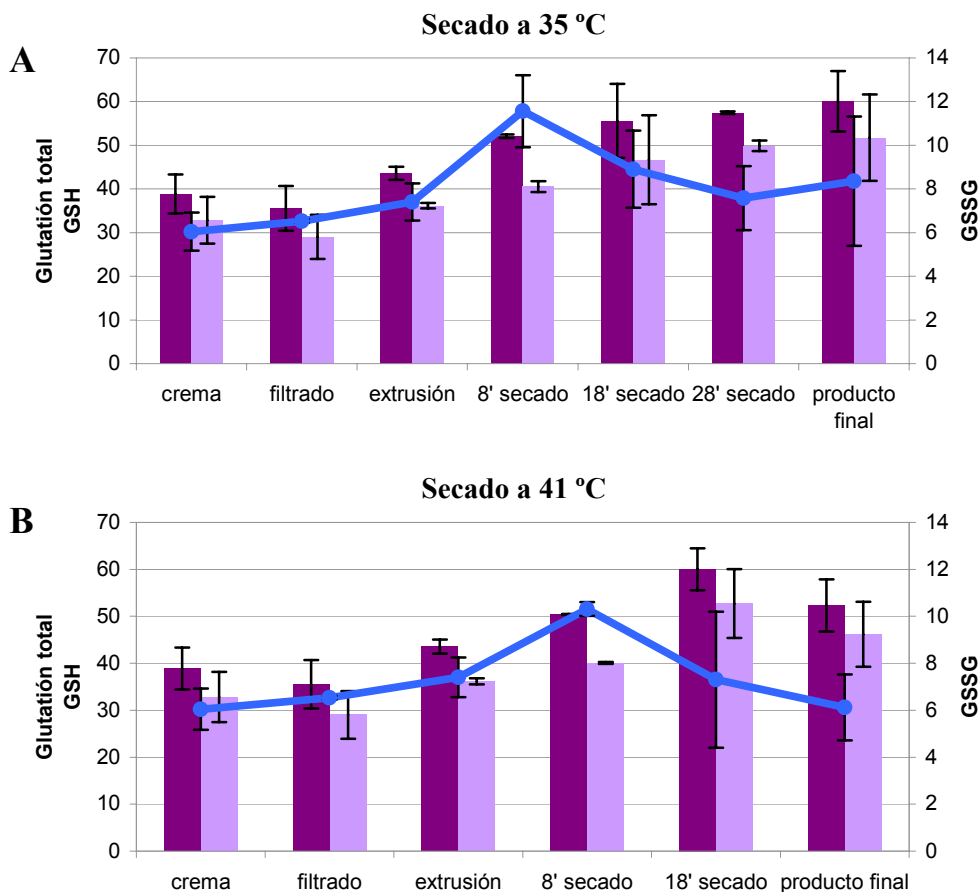 Secado a 35 ºC
A
70
60
50
40
30
20
10
0
Glutatión total
GSH
14
12
10
8
6
4
2
0
GSSG
crema filtrado extrusión 8' secado 18' secado 28' secado producto
final
Secado a 41 ºC
B
70
60
50
40
30
20
10
0
Glutatión total
GSH
14
12
10
8
6
4
2
0
GSSG
crema filtrado extrusión 8' secado 18' secado producto final